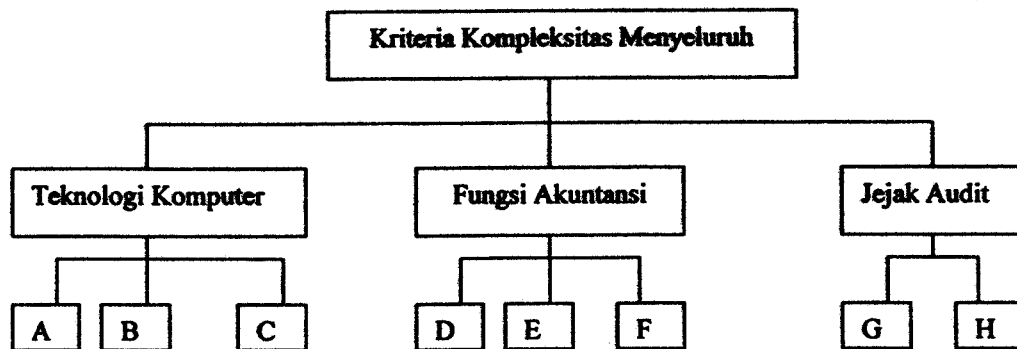 Kriteria Kompleksitas Menyeluruh
Teknologi Komputer
Fungsi Akuntansi
Jejak Audit
A
B
C
D
E
F
G
H